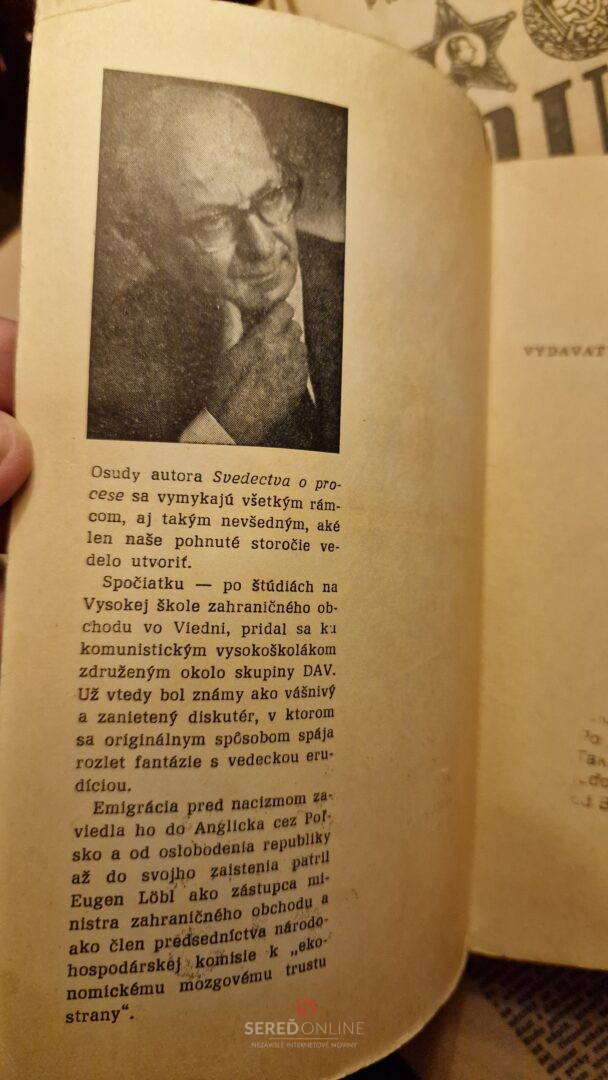 VYDAVAT
Osudy autora Svedectva o pro-
cese sa vymykajú všetkým rám-
com, aj takým nevšedným, aké
len naše pohnuté storočie ve-
delo utvoriť.
Spočiatku — po štúdiách na
Vysokej škole zahraničného ob-
chodu vo Viedni, pridal sa ku
komunistickým vysokoškolákom
združeným okolo skupiny DAV.
Už vtedy bol známy ako vášnivý
a zanietený diskutér, v ktorom
sa originálnym spôsobom spája
rozlet fantázie s vedeckou eru-
díciou.
Emigrácia pred nacizmom za-
viedla ho do Anglicka cez Poľ-
sko a od oslobodenia republiky
až do svojho zaistenia patril
Eugen Löbl ako zástupca mi-
nistra zahraničného obchodu a
ako člen predsedníctva národo-
hospodárskej komisie k „eko-
nomickému mozgovému trustu
strany“.
SEREĎONLINE
NEZÁVISLÉ INTERNETOVÉ NOVINY